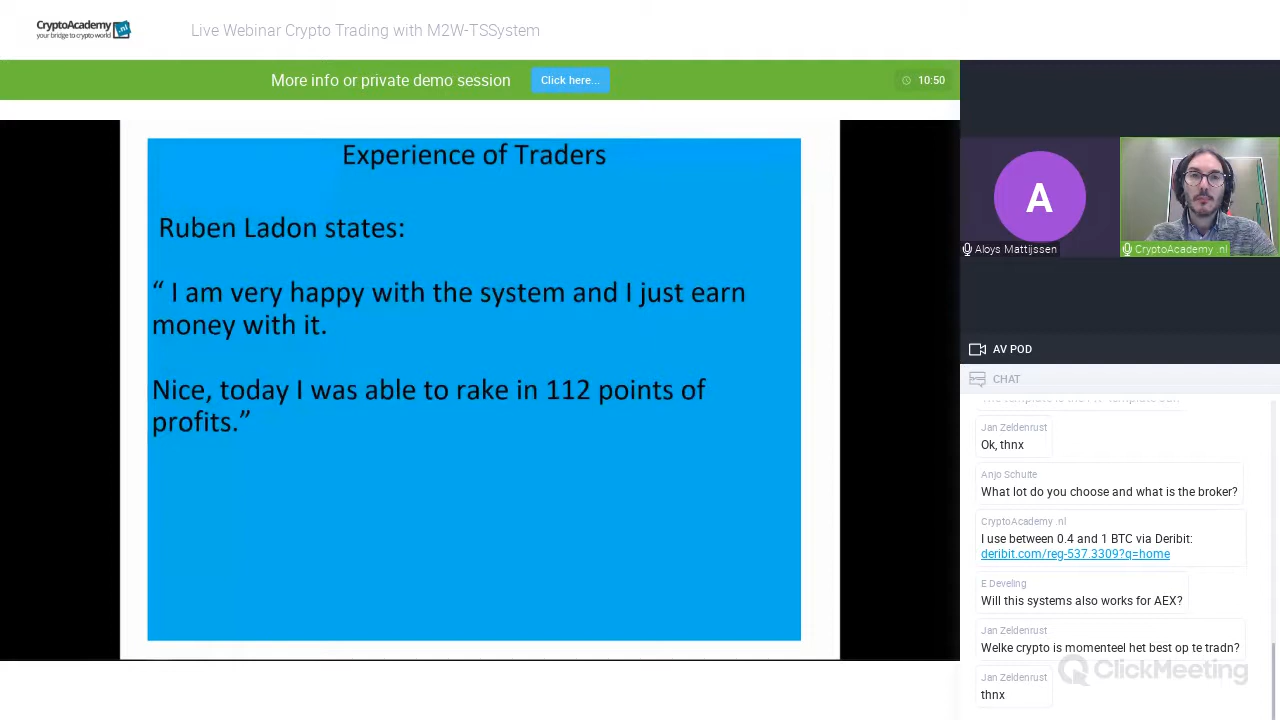 CryptoAcademy .nl
your bridge to crypto world
Live Webinar Crypto Trading with M2W-TSSystem
More info or private demo session
Click here...
10:50
Experience of Traders
Ruben Ladon states:
“ I am very happy with the system and I just earn
money with it.
Nice, today I was able to rake in 112 points of
profits.”
A
Aloys Mattijssen
CryptoAcademy .nl
AV POD
CHAT
Jan Zeldenrust
Ok, thnx
Anjo Schuite
What lot do you choose and what is the broker?
CryptoAcademy .nl
I use between 0.4 and 1 BTC via Deribit:
deribit.com/reg-537.3309?q=home
E Develing
Will this systems also works for AEX?
Jan Zeldenrust
Welke crypto is momenteel het best op te tradn?
ClickMeeting
Jan Zeldenrust
thnx